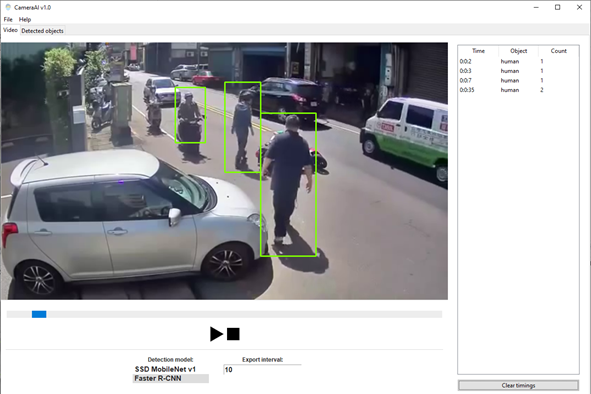 CameraAI v1.0
File Help
Video Detected objects
Time Object Count
0:0:2 human 1
0:0:3 human 1
0:0:7 human 1
0:0:35 human 2
Detection model:
SSD MobileNet v1
Faster R-CNN
Export interval:
10
Clear timings